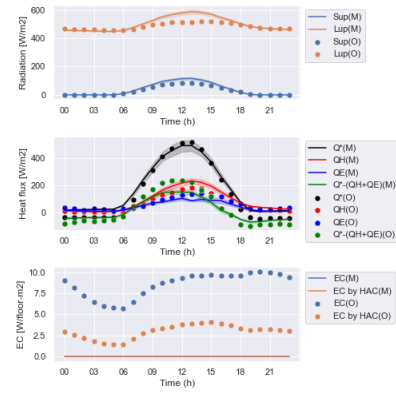 600
400
200
0
Radiation [W/m2]
00 03 06 09 12 15 18 21
Time (h)
Sup(M)
Lup(M)
Sup(O)
Lup(O)
400
200
0
Heat flux [W/m2]
00 03 06 09 12 15 18 21
Time (h)
Q*(M)
QH(M)
QE(M)
Q*-(QH+QE)(M)
Q*(O)
QH(O)
QE(O)
Q*-(QH+QE)(O)
10.0
7.5
5.0
2.5
0.0
EC [W/floor-m2]
00 03 06 09 12 15 18 21
Time (h)
EC(M)
EC by HAC(M)
EC(O)
EC by HAC(O)